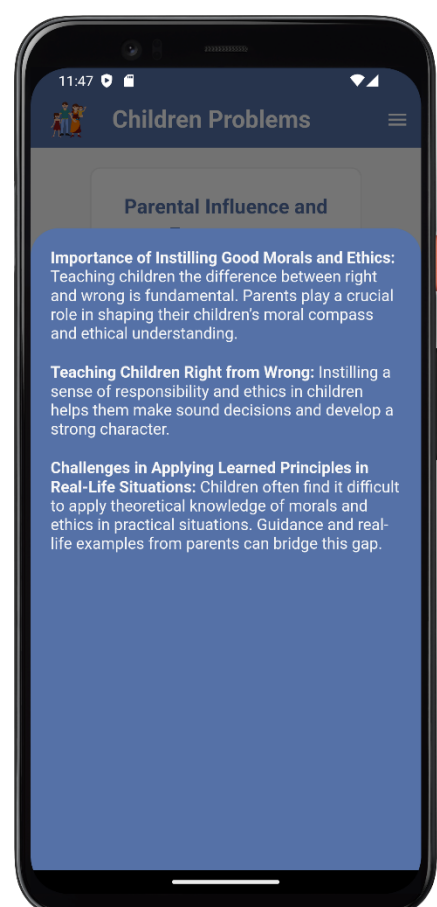 11:47
Children Problems
Parental Influence and
Importance of Instilling Good Morals and Ethics:
Teaching children the difference between right
and wrong is fundamental. Parents play a crucial
role in shaping their children's moral compass
and ethical understanding.
Teaching Children Right from Wrong: Instilling a
sense of responsibility and ethics in children
helps them make sound decisions and develop a
strong character.
Challenges in Applying Learned Principles in
Real-Life Situations: Children often find it difficult
to apply theoretical knowledge of morals and
ethics in practical situations. Guidance and real-
life examples from parents can bridge this gap.